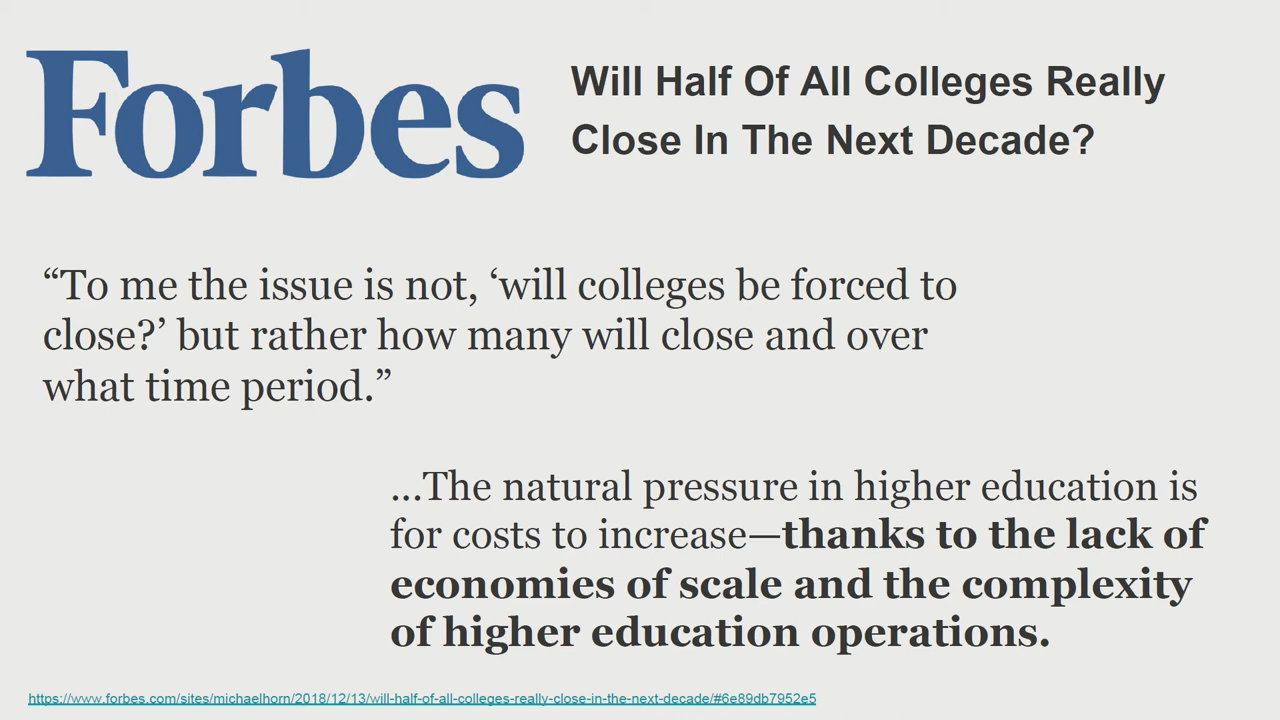 Forbes
Will Half Of All Colleges Really
Close In The Next Decade?
“To me the issue is not, ‘will colleges be forced to
close?’ but rather how many will close and over
what time period.”
...The natural pressure in higher education is
for costs to increase—thanks to the lack of
economies of scale and the complexity
of higher education operations.
https://www.forbes.com/sites/michaelhorn/2018/12/13/will-half-of-all-colleges-really-close-in-the-next-decade/#6e89db7952e5